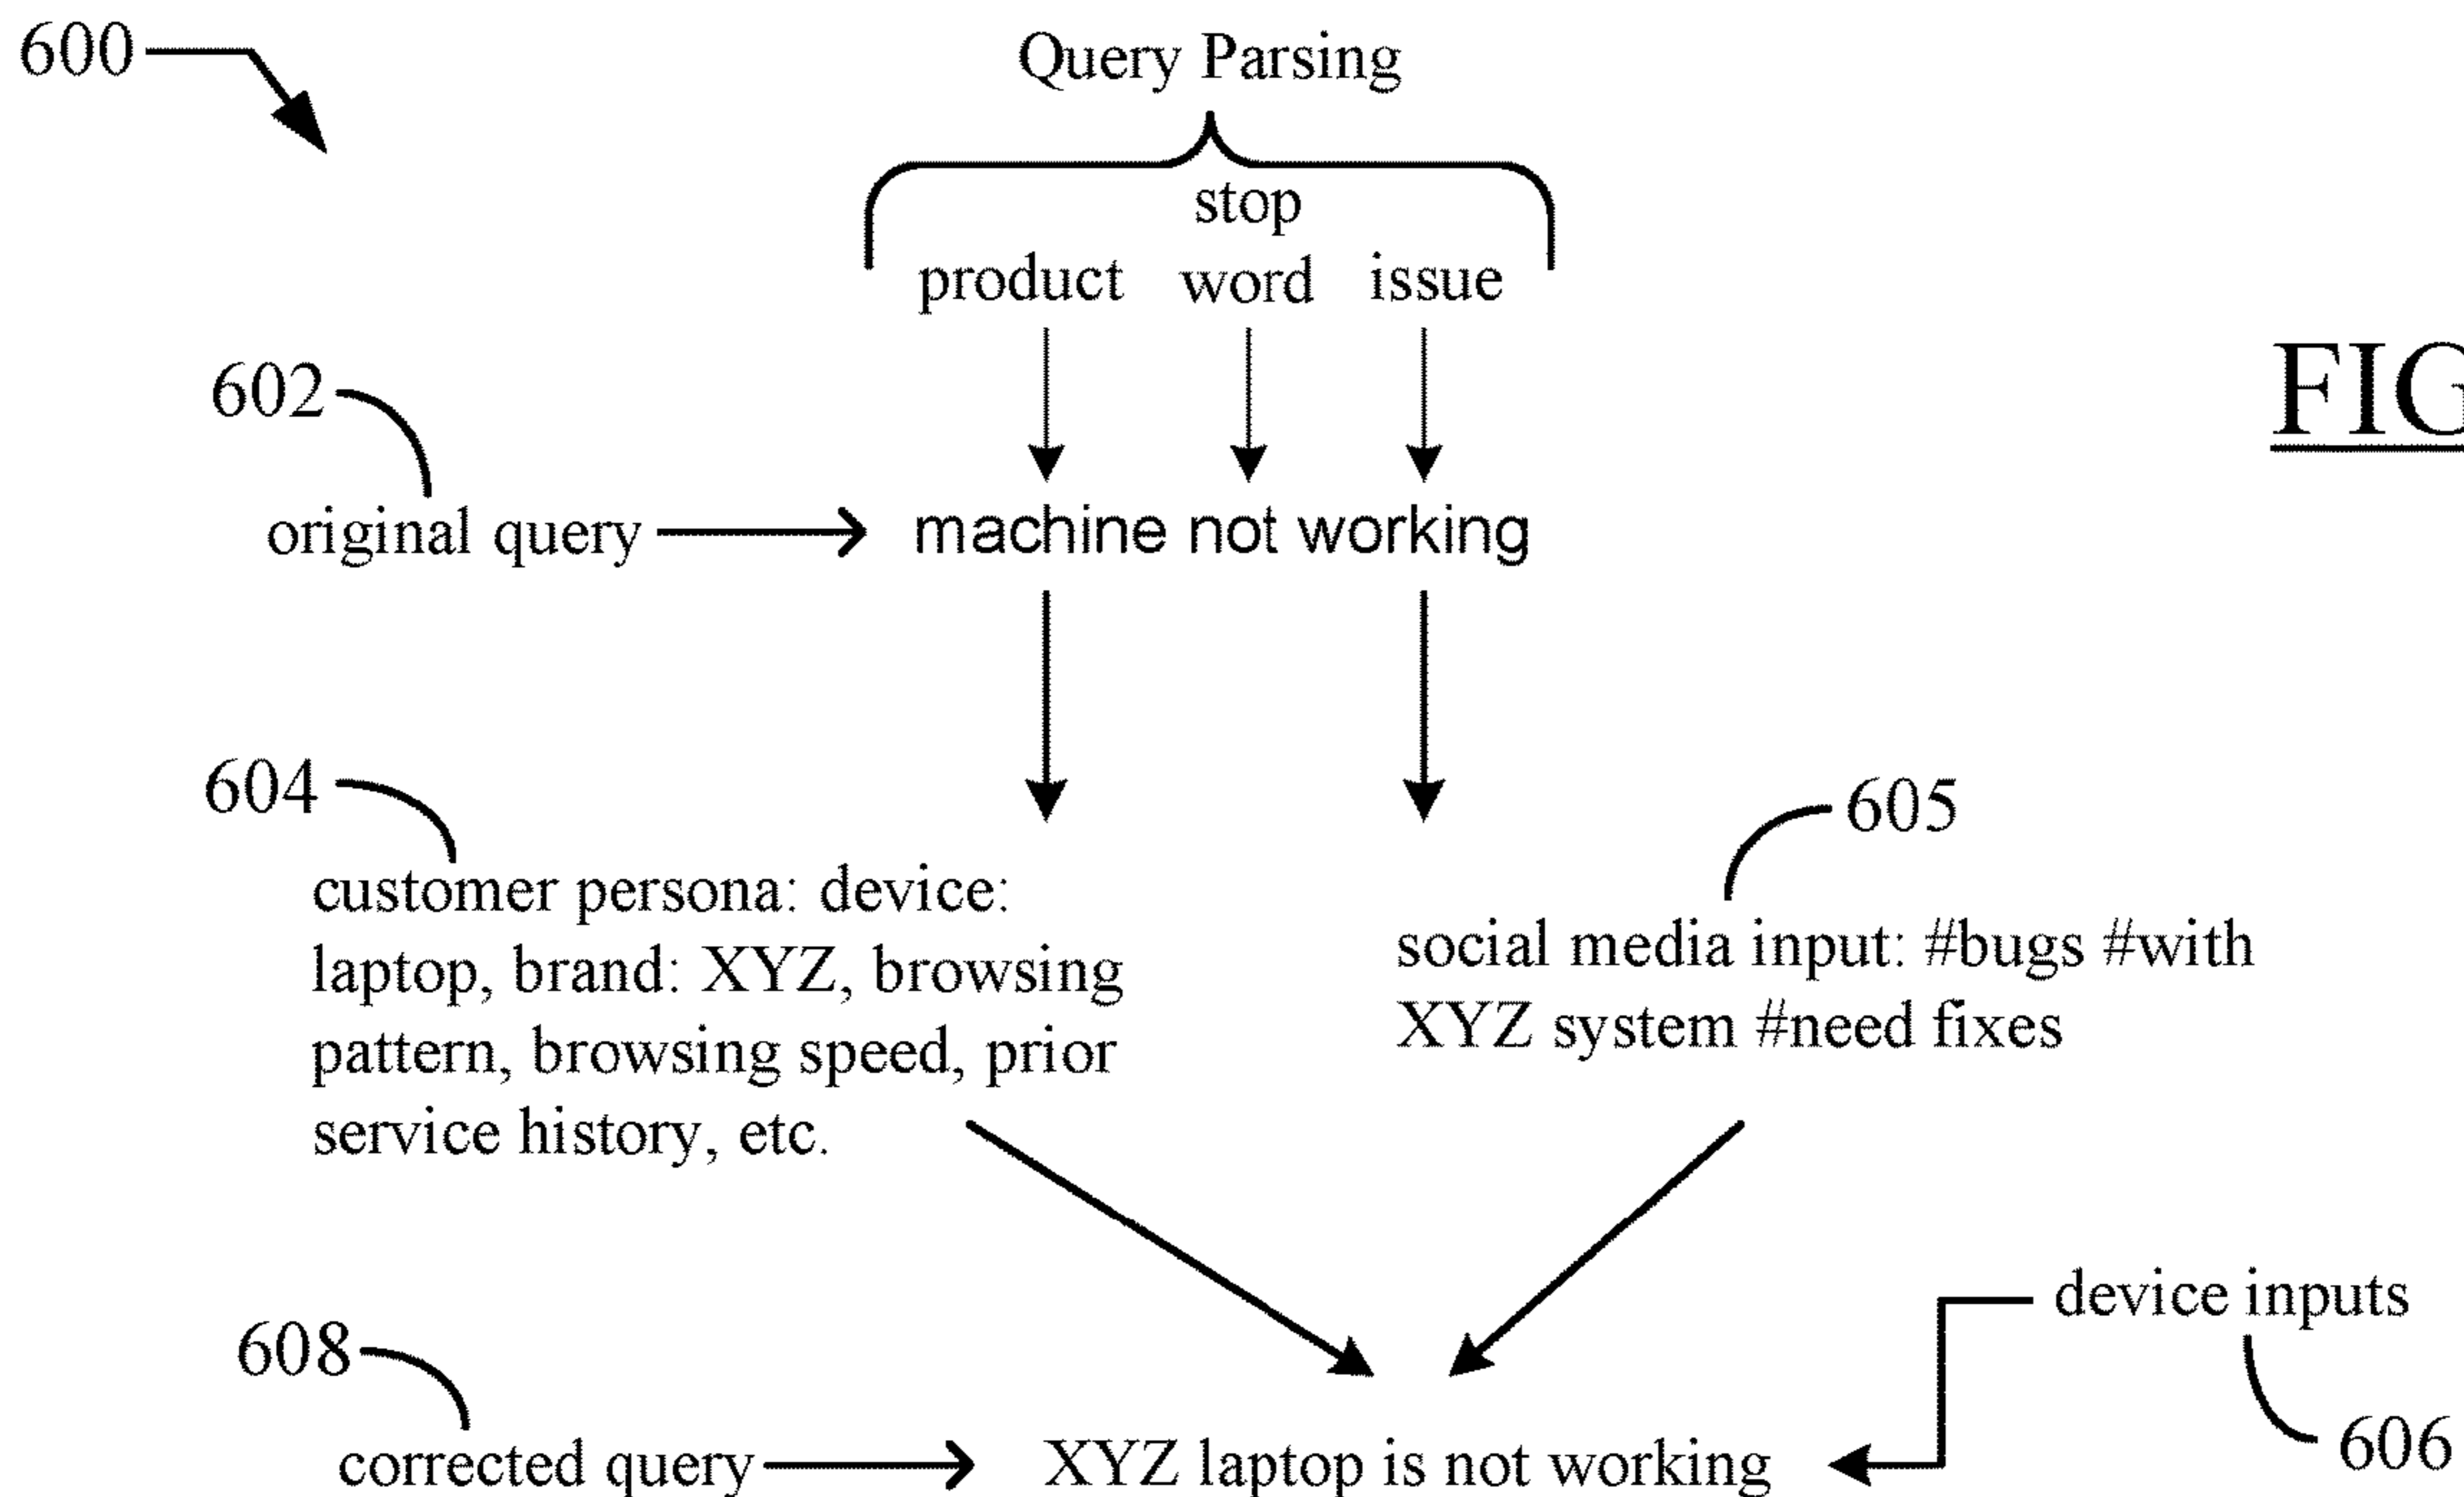 600
Query Parsing
stop
product word issue
602
FIG
original query
machine not working
604
605
customer persona: device:
laptop, brand: XYZ, browsing
pattern, browsing speed, prior
service history, etc.
social media input: #bugs #with
XYZ system #need fixes
device inputs
608
606
corrected query
XYZ laptop is not working